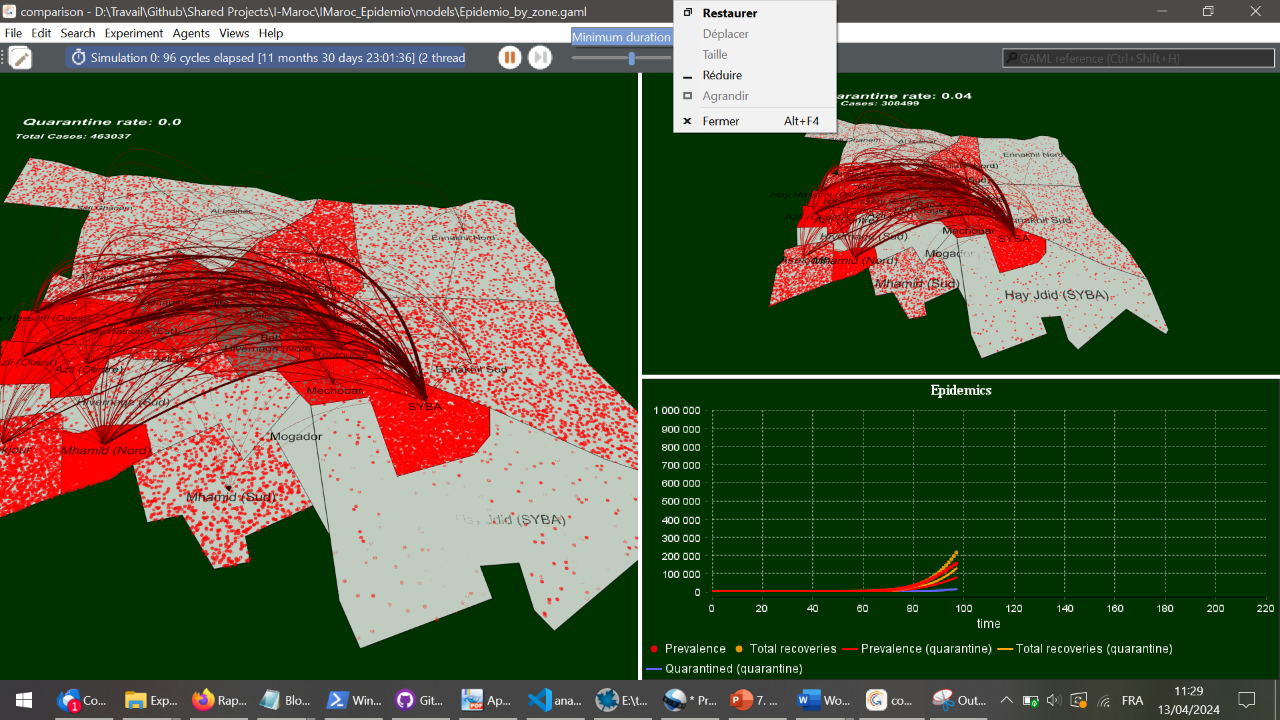 comparison - D:\Travail\Github\Shared Projects\I-Maroc\IMaroc_Epidemio\models\Epidemio_by_zone.gaml
File Edit Search Experiment Agents Views Help
Simulation 0: 96 cycles elapsed [11 months 30 days 23:01:36] (2 thread
Minimum duration
GAML reference (Ctrl+Shift+H)
Restaurer
Déplacer
Taille
Réduire
Agrandir
Fermer Alt+F4
Quarantine rate: 0.0
Total Cases: 463037
Ennakhil Nord
Ennakhil Sud
Hivernage (Nord)
Azli (Centre)
Hivernage (Sud)
Mechouar
SYBA
Mogador
Mhamid (Nord)
Mhamid (Sud)
Jdid (SYBA)
rate: 0.04
Cases: 308499
Ennakhil Nord
Ennakhil Sud
Mechouar
SYBA
Mogador
Mhamid (Nord)
Mhamid (Sud)
Hay Jdid (SYBA)
Epidemics
1 000 000
900 000
800 000
700 000
600 000
500 000
400 000
300 000
200 000
100 000
0
0 20 40 60 80 100 120 140 160 180 200 220
time
Prevalence Total recoveries Prevalence (quarantine) Total recoveries (quarantine)
Quarantined (quarantine)
1 Co... Exp... Rap... Blo... Win... Git... Ap... ana... E:\t... * Pr... 7. ... Wo... co... Out... FRA
11:29
13/04/2024